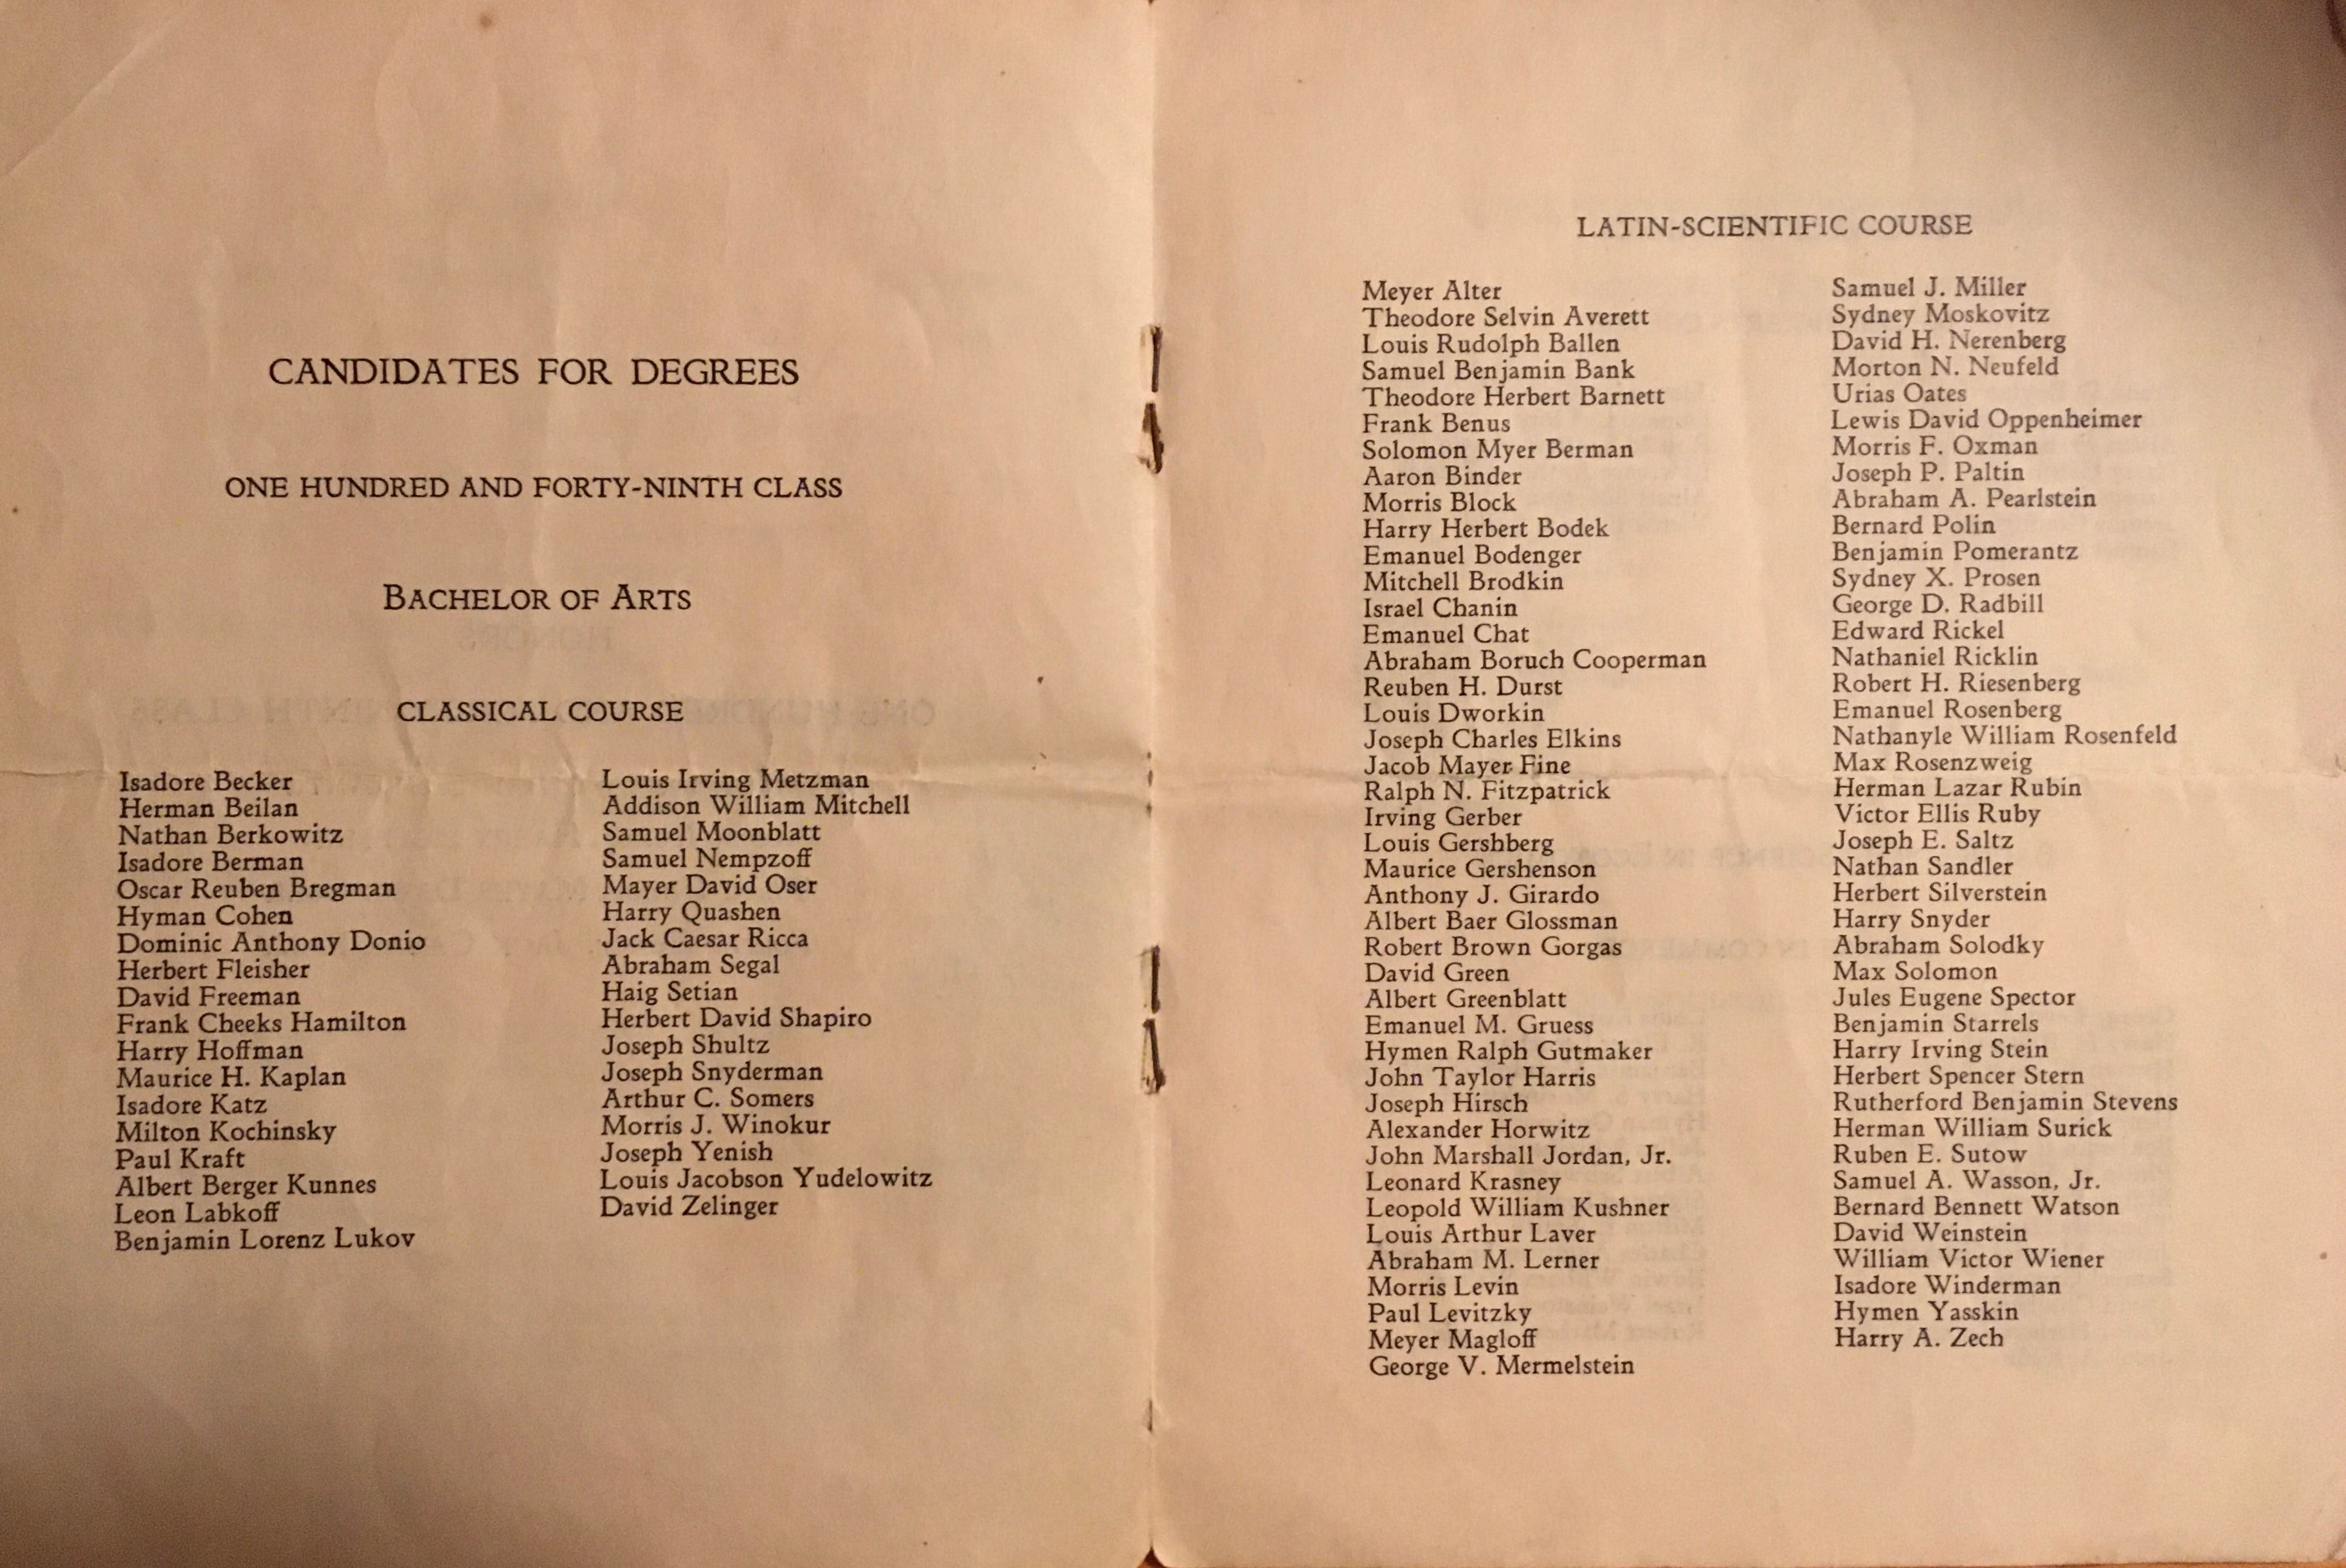 CANDIDATES FOR DEGREES
ONE HUNDRED AND FORTY-NINTH CLASS
BACHELOR OF ARTS
CLASSICAL COURSE
Isadore Becker
Herman Beilan
Nathan Berkowitz
Isadore Berman
Oscar Reuben Bregman
Hyman Cohen
Dominic Anthony Donio
Herbert Fleisher
David Freeman
Frank Cheeks Hamilton
Harry Hoffman
Maurice H. Kaplan
Isadore Katz
Milton Kochinsky
Paul Kraft
Albert Berger Kunnes
Leon Labkoff
Benjamin Lorenz Lukov
Louis Irving Metzman
Addison William Mitchell
Samuel Moonblatt
Samuel Nempzoff
Mayer David Oser
Harry Quashen
Jack Caesar Ricca
Abraham Segal
Haig Setian
Herbert David Shapiro
Joseph Shultz
Joseph Snyderman
Arthur C. Somers
Morris J. Winokur
Joseph Yenish
Louis Jacobson Yudelowitz
David Zelinger
LATIN-SCIENTIFIC COURSE
Meyer Alter
Theodore Selvin Averett
Louis Rudolph Ballen
Samuel Benjamin Bank
Theodore Herbert Barnett
Frank Benus
Solomon Myer Berman
Aaron Binder
Morris Block
Harry Herbert Bodek
Emanuel Bodenger
Mitchell Brodkin
Israel Chanin
Emanuel Chat
Abraham Boruch Cooperman
Reuben H. Durst
Louis Dworkin
Joseph Charles Elkins
Jacob Mayer Fine
Ralph N. Fitzpatrick
Irving Gerber
Louis Gershberg
Maurice Gershenson
Anthony J. Girardo
Albert Baer Glossman
Robert Brown Gorgas
David Green
Albert Greenblatt
Emanuel M. Gruess
Hymen Ralph Gutmaker
John Taylor Harris
Joseph Hirsch
Alexander Horwitz
John Marshall Jordan, Jr.
Leonard Krasney
Leopold William Kushner
Louis Arthur Laver
Abraham M. Lerner
Morris Levin
Paul Levitzky
Meyer Magloff
George V. Mermelstein
Samuel J. Miller
Sydney Moskovitz
David H. Nerenberg
Morton N. Neufeld
Urias Oates
Lewis David Oppenheimer
Morris F. Oxman
Joseph P. Paltin
Abraham A. Pearlstein
Bernard Polin
Benjamin Pomerantz
Sydney X. Prosen
George D. Radbill
Edward Rickel
Nathaniel Ricklin
Robert H. Riesenberg
Emanuel Rosenberg
Nathanyle William Rosenfeld
Max Rosenzweig
Herman Lazar Rubin
Victor Ellis Ruby
Joseph E. Saltz
Nathan Sandler
Herbert Silverstein
Harry Snyder
Abraham Solodky
Max Solomon
Jules Eugene Spector
Benjamin Starrels
Harry Irving Stein
Herbert Spencer Stern
Rutherford Benjamin Stevens
Herman William Surick
Ruben E. Sutow
Samuel A. Wasson, Jr.
Bernard Bennett Watson
David Weinstein
William Victor Wiener
Isadore Winderman
Hymen Yasskin
Harry A. Zech